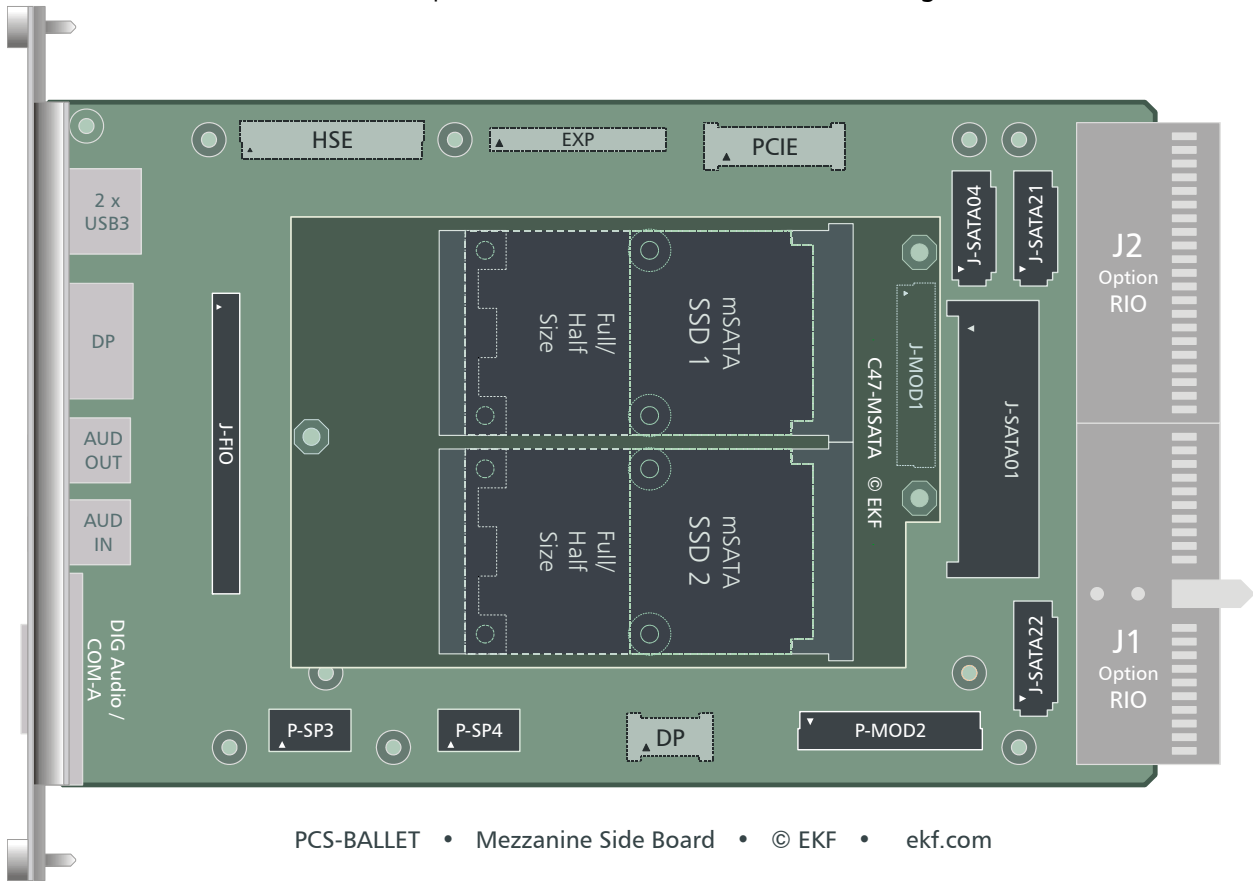 HSE
EXP
PCIE
2 x
USB3
DP
AUD
OUT
AUD
IN
DIG Audio /
COM-A
J-FIO
Full/
Half
Size
mSATA
SSD 1
Full/
Half
Size
mSATA
SSD 2
C47-MSATA © EKF
J-MOD1
J-SATA04
J-SATA21
J-SATA01
J-SATA22
J2
Option
RIO
J1
Option
RIO
P-SP3
P-SP4
DP
P-MOD2
PCS-BALLET • Mezzanine Side Board • © EKF • ekf.com